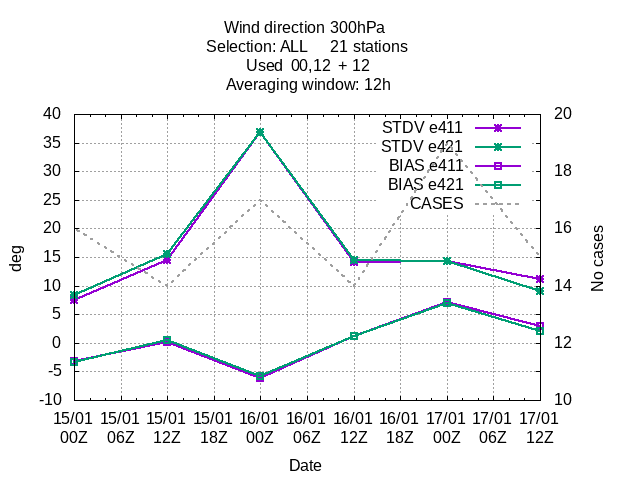 Wind direction 300hPa
Selection: ALL 21 stations
Used 00,12 + 12
Averaging window: 12h
40
35
30
25
20
15
10
5
0
-5
-10
deg
20
18
16
14
12
10
No cases
STDV e411
STDV e421
BIAS e411
BIAS e421
CASES
15/01 15/01 15/01 15/01 16/01 16/01 16/01 16/01 17/01 17/01 17/01
00Z 06Z 12Z 18Z 00Z 06Z 12Z 18Z 00Z 06Z 12Z
Date